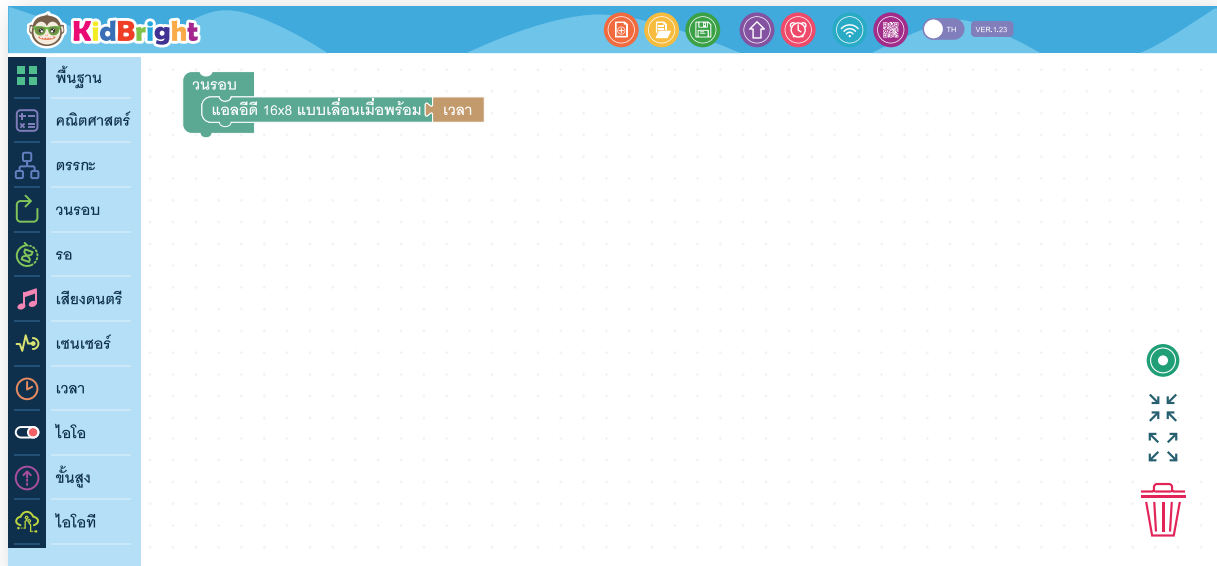 KidBright
TH
VER.1.23
พื้นฐาน
คณิตศาสตร์
ตรรกะ
วนรอบ
รอ
เสียงดนตรี
เซนเซอร์
เวลา
ไอโอ
ขั้นสูง
ไอโอที
วนรอบ
แอลอีดี 16x8 แบบเลื่อนเมื่อพร้อม เวลา